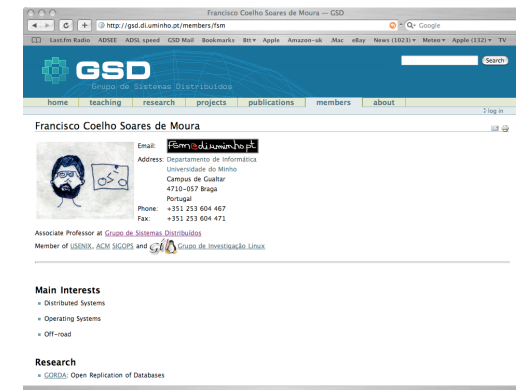 Francisco Coelho Soares de Moura — GSD
http://gsd.di.uminho.pt/members/fsm
Google
Last.fm Radio ADSEE ADSL speed GSD Mail Bookmarks Btt Apple Amazon-uk .Mac eBay News (1023) Meteo Apple (132) TV
Search
GSD
Grupo de Sistemas Distribuídos
home teaching research projects publications members about
log in
Francisco Coelho Soares de Moura
Email: fsm@di.uminho.pt
Address: Departamento de Informática
Universidade do Minho
Campus de Gualtar
4710-057 Braga
Portugal
Phone: +351 253 604 467
Fax: +351 253 604 471
Associate Professor at Grupo de Sistemas Distribuídos
Member of USENIX, ACM SIGOPS and Grupo de Investigação Linux
Main Interests
Distributed Systems
Operating Systems
Off-road
Research
GORDA: Open Replication of Databases